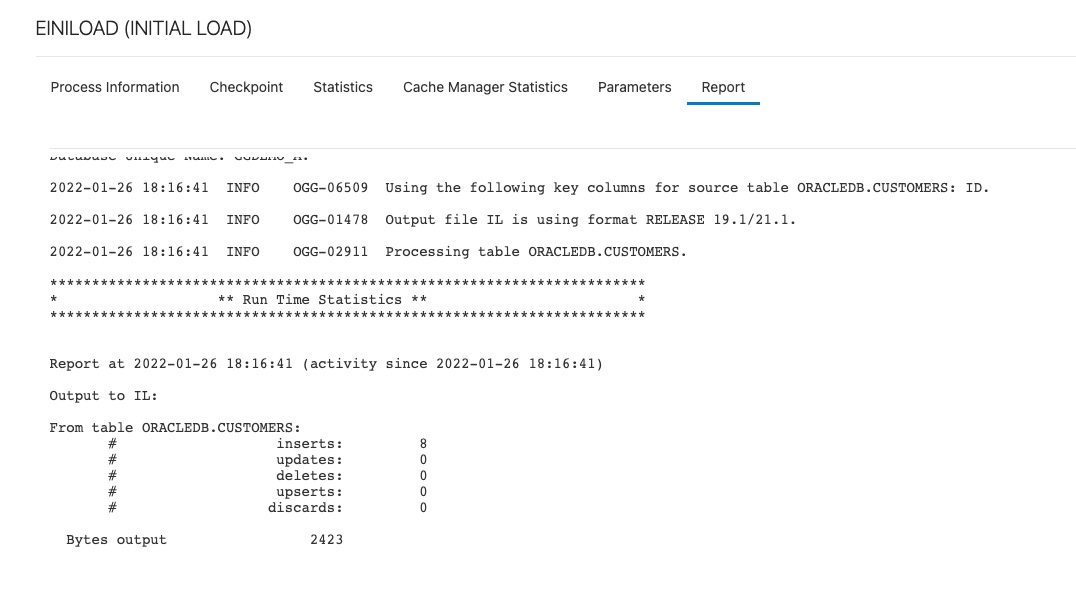 EINILOAD (INITIAL LOAD)
Process Information Checkpoint Statistics Cache Manager Statistics Parameters Report
Database Unique Name: GGDEMO_A.
2022-01-26 18:16:41  INFO    OGG-06509  Using the following key columns for source table ORACLEDB.CUSTOMERS: ID.
2022-01-26 18:16:41  INFO    OGG-01478  Output file IL is using format RELEASE 19.1/21.1.
2022-01-26 18:16:41  INFO    OGG-02911  Processing table ORACLEDB.CUSTOMERS.
***********************************************************************
*                   ** Run Time Statistics **                         *
***********************************************************************
Report at 2022-01-26 18:16:41 (activity since 2022-01-26 18:16:41)
Output to IL:
From table ORACLEDB.CUSTOMERS:
       #                   inserts:         8
       #                   updates:         0
       #                   deletes:         0
       #                   upserts:         0
       #                  discards:         0
  Bytes output                 2423